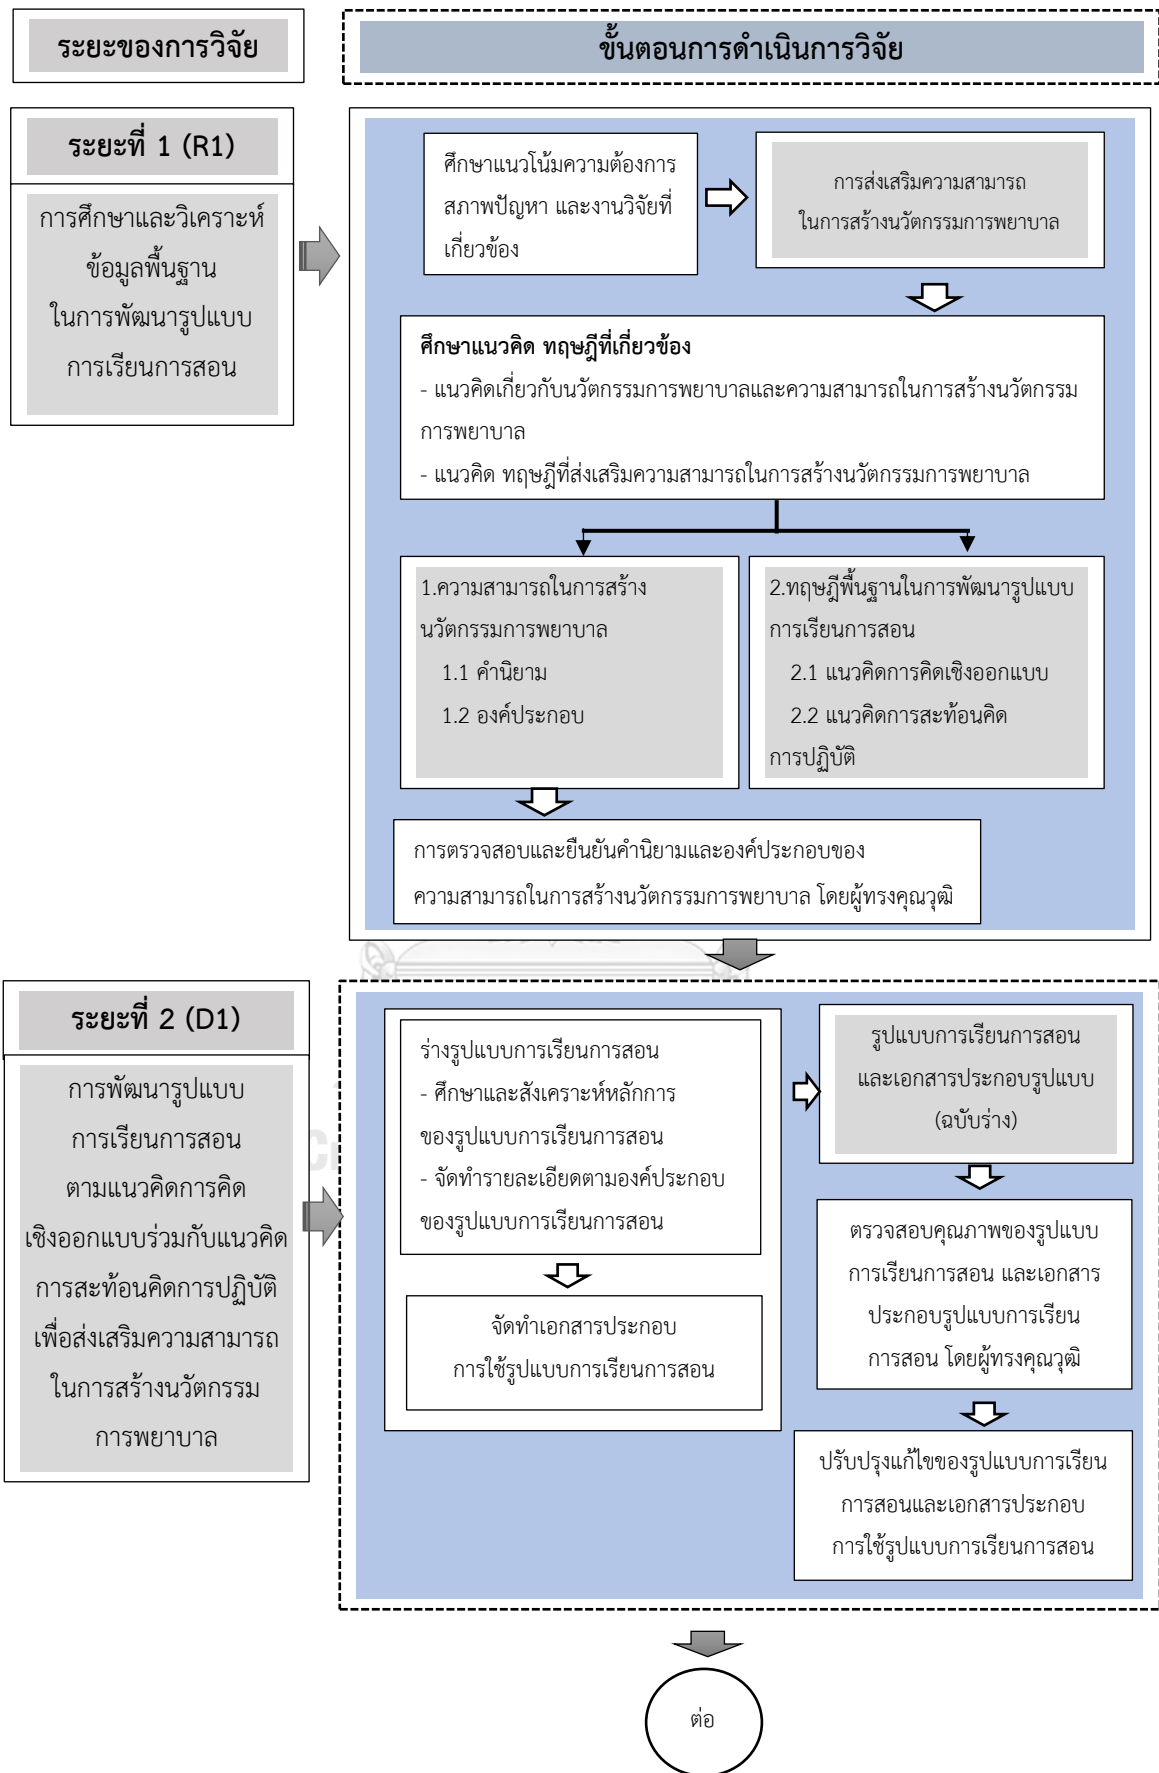 ระยะของการวิจัย
ขั้นตอนการดำเนินการวิจัย
ระยะที่ 1 (R1)
การศึกษาและวิเคราะห์
ข้อมูลพื้นฐาน
ในการพัฒนารูปแบบ
การเรียนการสอน
ศึกษาแนวโน้มความต้องการ
สภาพปัญหา และงานวิจัยที่
เกี่ยวข้อง
การส่งเสริมความสามารถ
ในการสร้างนวัตกรรมการพยาบาล
ศึกษาแนวคิด ทฤษฎีที่เกี่ยวข้อง
- แนวคิดเกี่ยวกับนวัตกรรมการพยาบาลและความสามารถในการสร้างนวัตกรรม
การพยาบาล
- แนวคิด ทฤษฎีที่ส่งเสริมความสามารถในการสร้างนวัตกรรมการพยาบาล
1.ความสามารถในการสร้าง
นวัตกรรมการพยาบาล
1.1 คำนิยาม
1.2 องค์ประกอบ
2.ทฤษฎีพื้นฐานในการพัฒนารูปแบบ
การเรียนการสอน
2.1 แนวคิดการคิดเชิงออกแบบ
2.2 แนวคิดการสะท้อนคิด
การปฏิบัติ
การตรวจสอบและยืนยันคำนิยามและองค์ประกอบของ
ความสามารถในการสร้างนวัตกรรมการพยาบาล โดยผู้ทรงคุณวุฒิ
ระยะที่ 2 (D1)
การพัฒนารูปแบบ
การเรียนการสอน
ตามแนวคิดการคิด
เชิงออกแบบร่วมกับแนวคิด
การสะท้อนคิดการปฏิบัติ
เพื่อส่งเสริมความสามารถ
ในการสร้างนวัตกรรม
การพยาบาล
ร่างรูปแบบการเรียนการสอน
- ศึกษาและสังเคราะห์หลักการ
ของรูปแบบการเรียนการสอน
- จัดทำรายละเอียดตามองค์ประกอบ
ของรูปแบบการเรียนการสอน
จัดทำเอกสารประกอบ
การใช้รูปแบบการเรียนการสอน
รูปแบบการเรียนการสอน
และเอกสารประกอบรูปแบบ
(ฉบับร่าง)
ตรวจสอบคุณภาพของรูปแบบ
การเรียนการสอน และเอกสาร
ประกอบรูปแบบการเรียน
การสอน โดยผู้ทรงคุณวุฒิ
ปรับปรุงแก้ไขของรูปแบบการเรียน
การสอนและเอกสารประกอบ
การใช้รูปแบบการเรียนการสอน
ต่อ